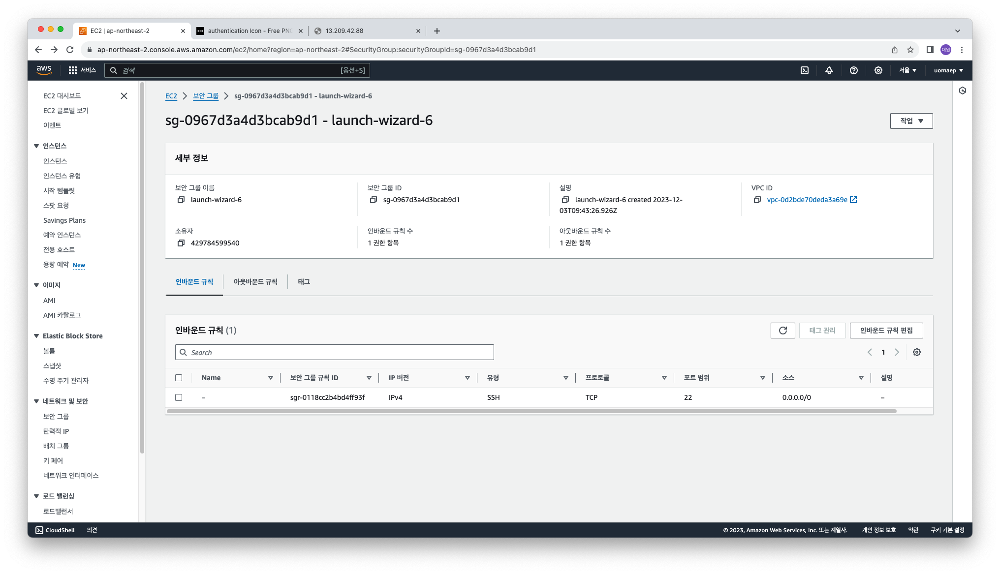 EC2 | ap-northeast-2
authentication Icon - Free PNG
13.209.42.88
ap-northeast-2.console.aws.amazon.com/ec2/home?region=ap-northeast-2#SecurityGroup:securityGroupId=sg-0967d3a4d3bcab9d1
대원
aws
서비스
검색
[옵션+S]
서울
uomaep
EC2 대시보드
EC2 글로벌 보기
이벤트
인스턴스
인스턴스
인스턴스 유형
시작 템플릿
스팟 요청
Savings Plans
예약 인스턴스
전용 호스트
용량 예약 New
이미지
AMI
AMI 카탈로그
Elastic Block Store
볼륨
스냅샷
수명 주기 관리자
네트워크 및 보안
보안 그룹
탄력적 IP
배치 그룹
키 페어
네트워크 인터페이스
로드 밸런싱
로드밸런서
EC2 보안 그룹 sg-0967d3a4d3bcab9d1 - launch-wizard-6
sg-0967d3a4d3bcab9d1 - launch-wizard-6
작업
세부 정보
보안 그룹 이름
launch-wizard-6
보안 그룹 ID
sg-0967d3a4d3bcab9d1
설명
launch-wizard-6 created 2023-12-
03T09:43:26.926Z
VPC ID
vpc-0d2bde70deda3a69e
소유자
429784599540
인바운드 규칙 수
1 권한 항목
아웃바운드 규칙 수
1 권한 항목
인바운드 규칙
아웃바운드 규칙
태그
인바운드 규칙 (1)
태그 관리
인바운드 규칙 편집
Search
1
Name 보안 그룹 규칙 ID IP 버전 유형 프로토콜 포트 범위 소스 설명
– sgr-0118cc2b4bd4ff93f IPv4 SSH TCP 22 0.0.0.0/0 –
CloudShell
의견
© 2023, Amazon Web Services, Inc. 또는 계열사.
개인 정보 보호
약관
쿠키 기본 설정